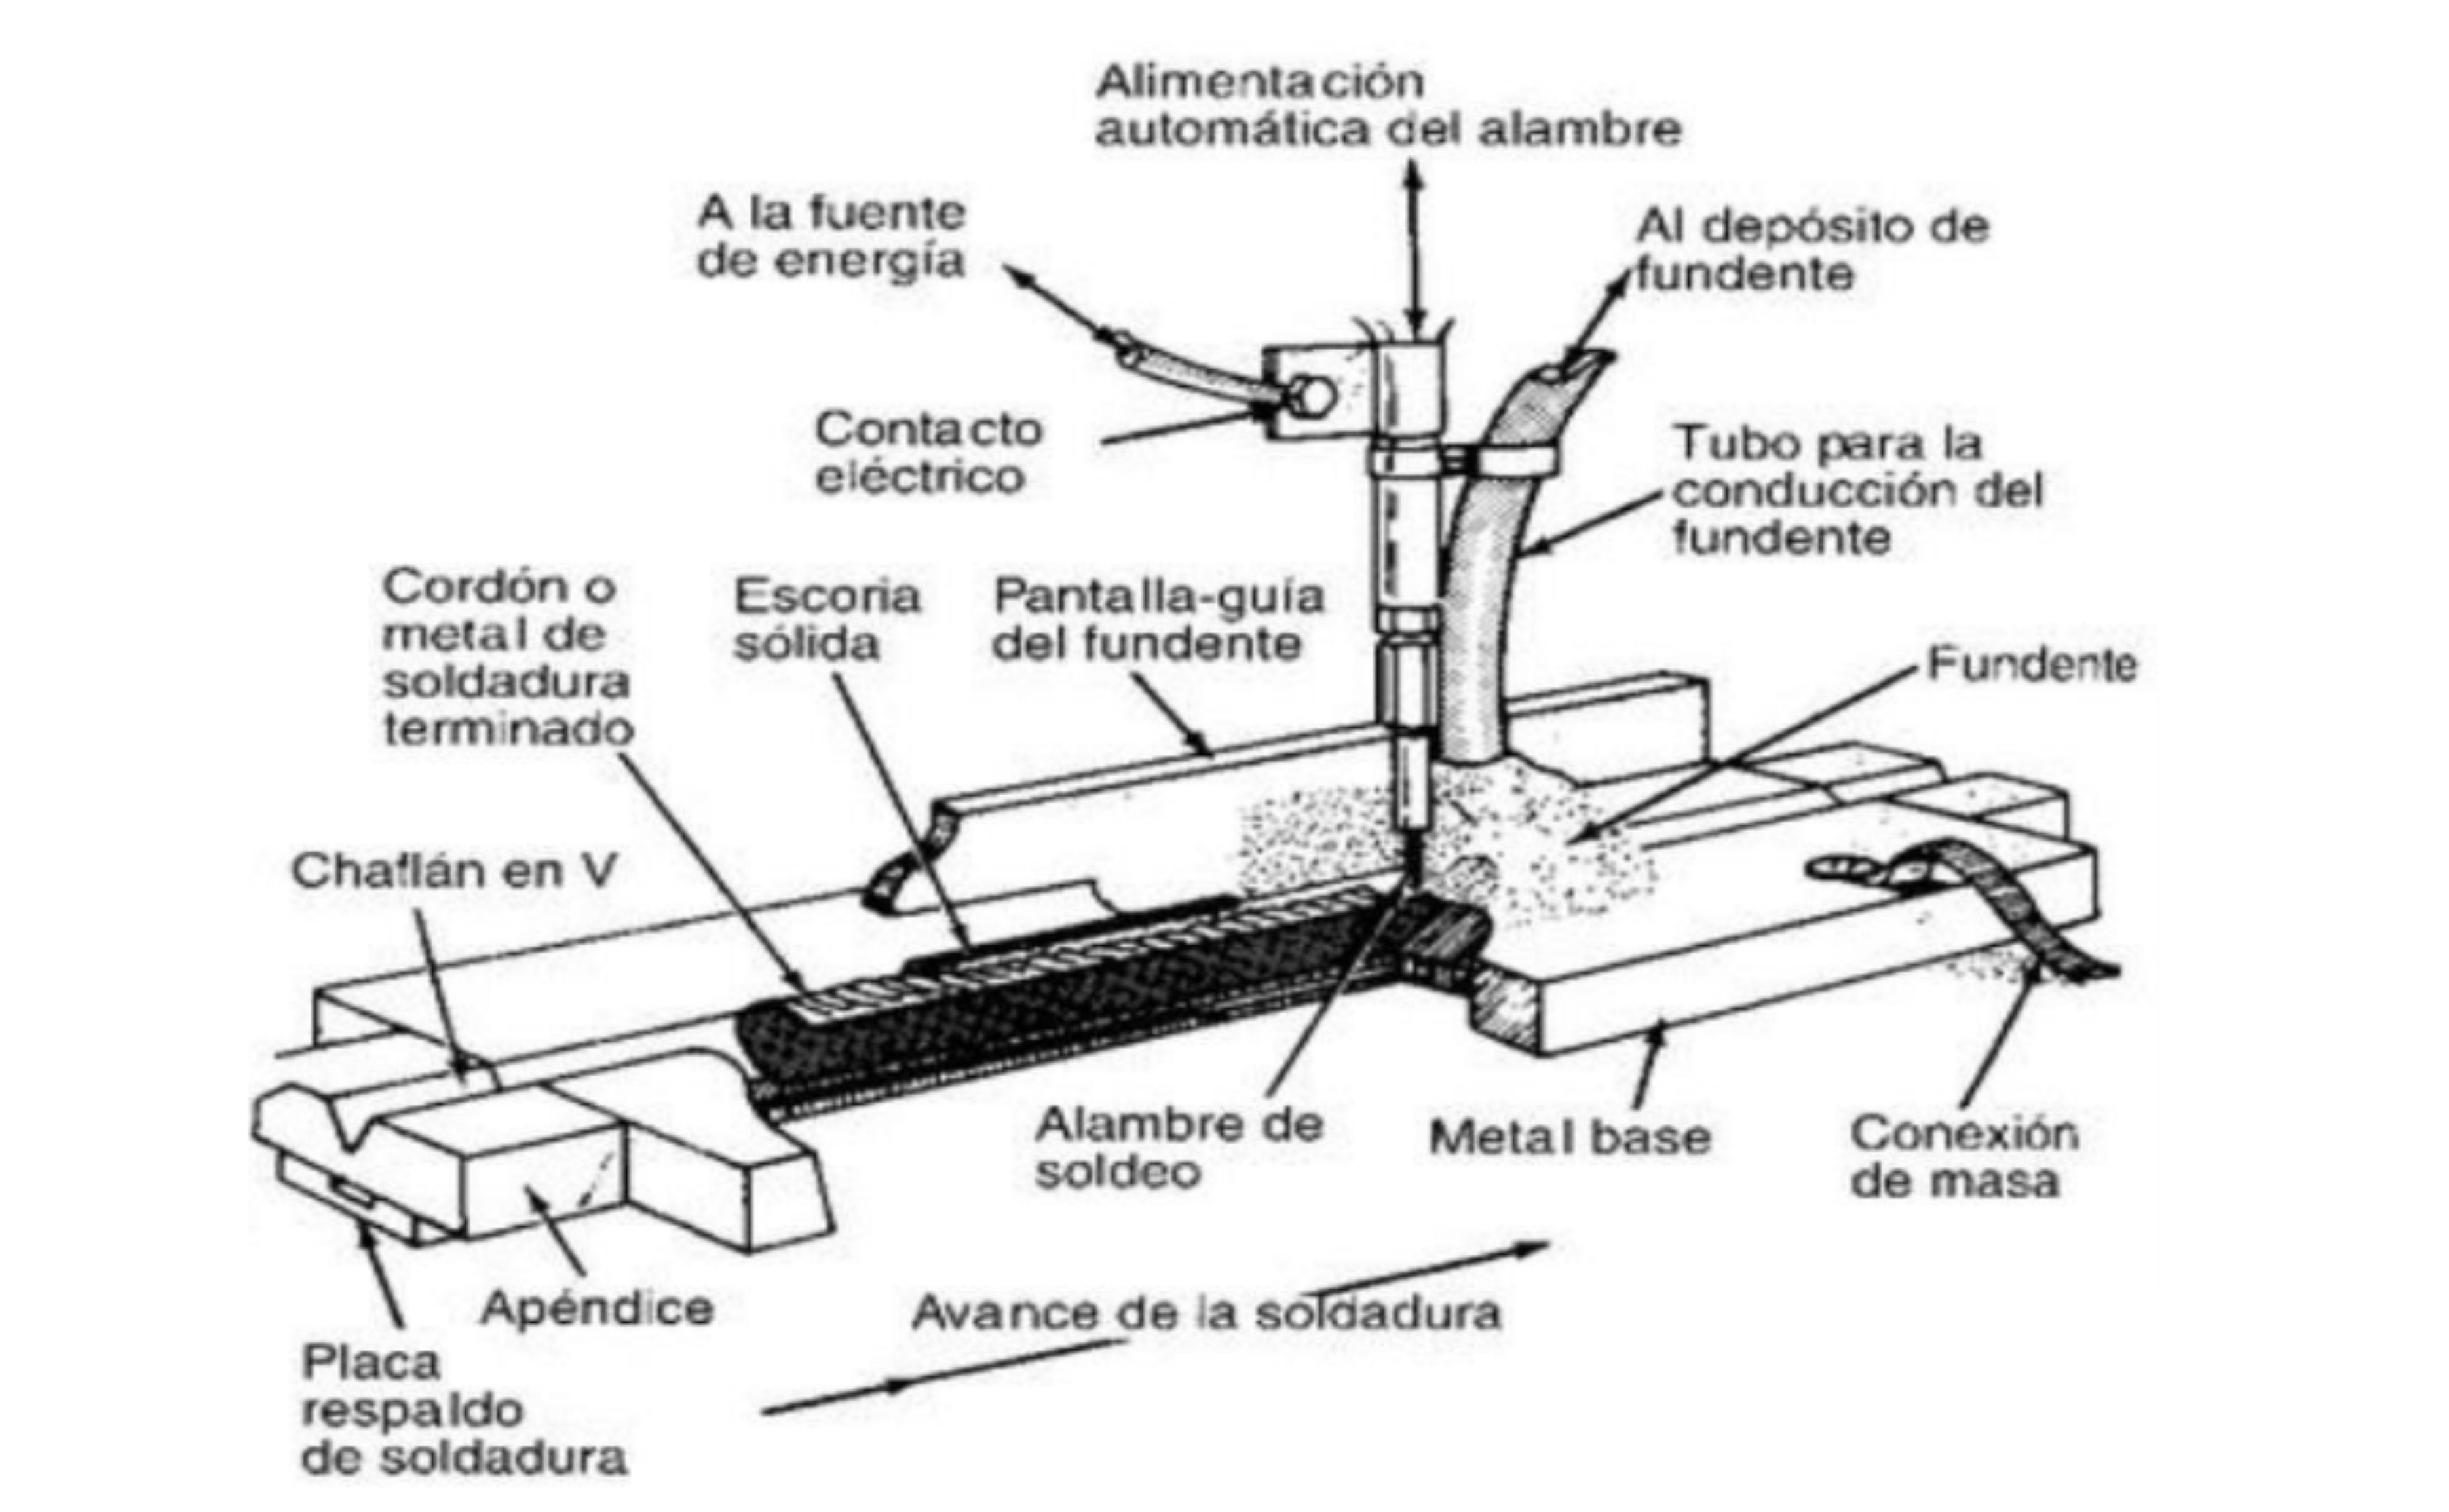 Alimentación
automática del alambre
A la fuente
de energía
Al depósito de
fundente
Contacto
eléctrico
Tubo para la
conducción del
fundente
Cordón o
metal de
soldadura
terminado
Escoria
sólida
Pantalla-guía
del fundente
Fundente
Chaflán en V
Alambre de
soldeo
Metal base
Conexión
de masa
Apéndice
Avance de la soldadura
Placa
respaldo
de soldadura